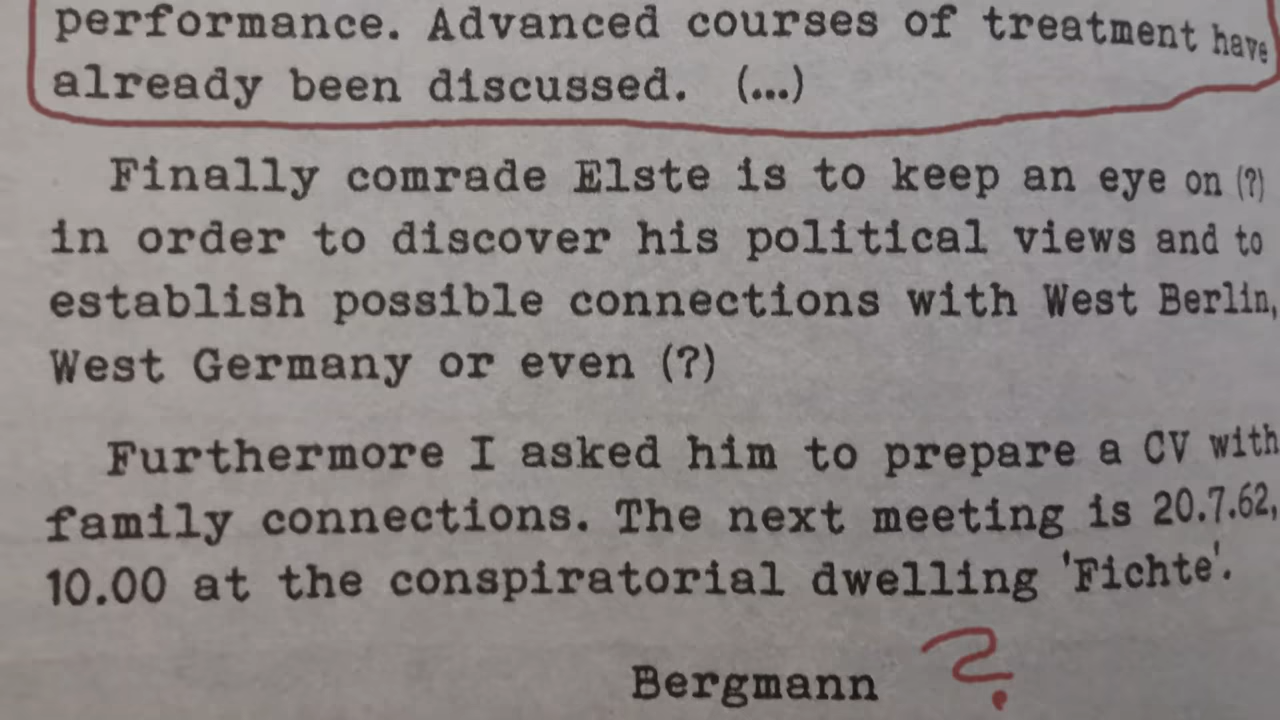 performance. Advanced courses of treatment have
already been discussed. (...)
Finally comrade Elste is to keep an eye on (?)
in order to discover his political views and to
establish possible connections with West Berlin,
West Germany or even (?)
Furthermore I asked him to prepare a CV with
family connections. The next meeting is 20.7.62,
10.00 at the conspiratorial dwelling 'Fichte'.
Bergmann ?